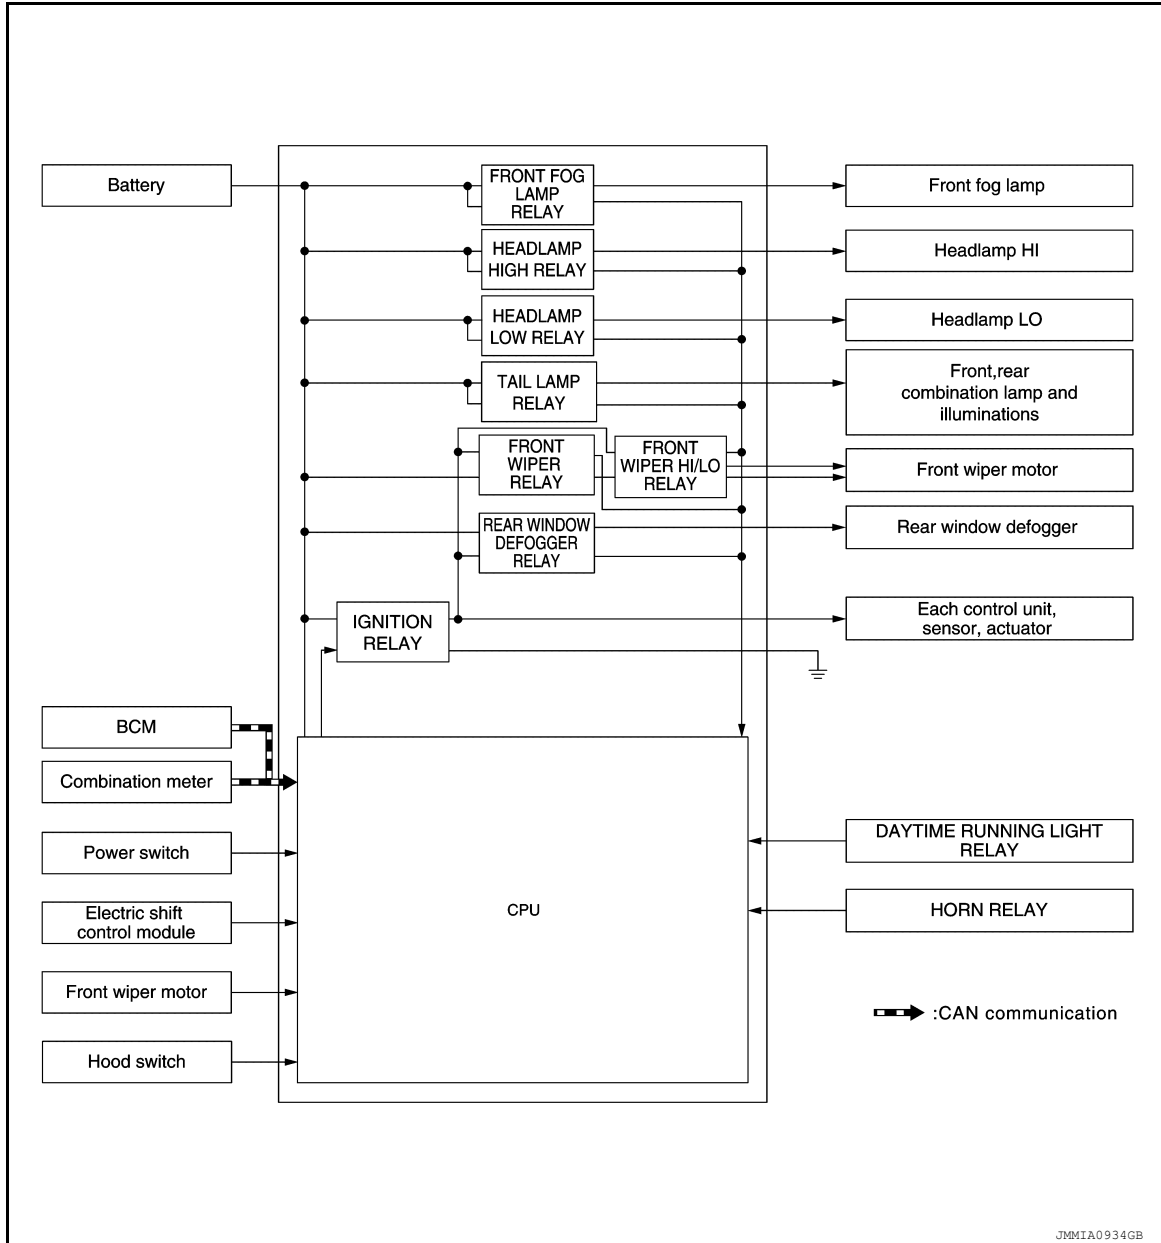 Battery
FRONT FOG
LAMP
RELAY
Front fog lamp
HEADLAMP
HIGH RELAY
Headlamp HI
HEADLAMP
LOW RELAY
Headlamp LO
TAIL LAMP
RELAY
Front,rear
combination lamp and
illuminations
FRONT
WIPER
RELAY
FRONT
WIPER HI/LO
RELAY
Front wiper motor
REAR WINDOW
DEFOGGER
RELAY
Rear window defogger
IGNITION
RELAY
Each control unit,
sensor, actuator
BCM
Combination meter
Power switch
Electric shift
control module
Front wiper motor
Hood switch
CPU
DAYTIME RUNNING LIGHT
RELAY
HORN RELAY
:CAN communication
JMMIA0934GB